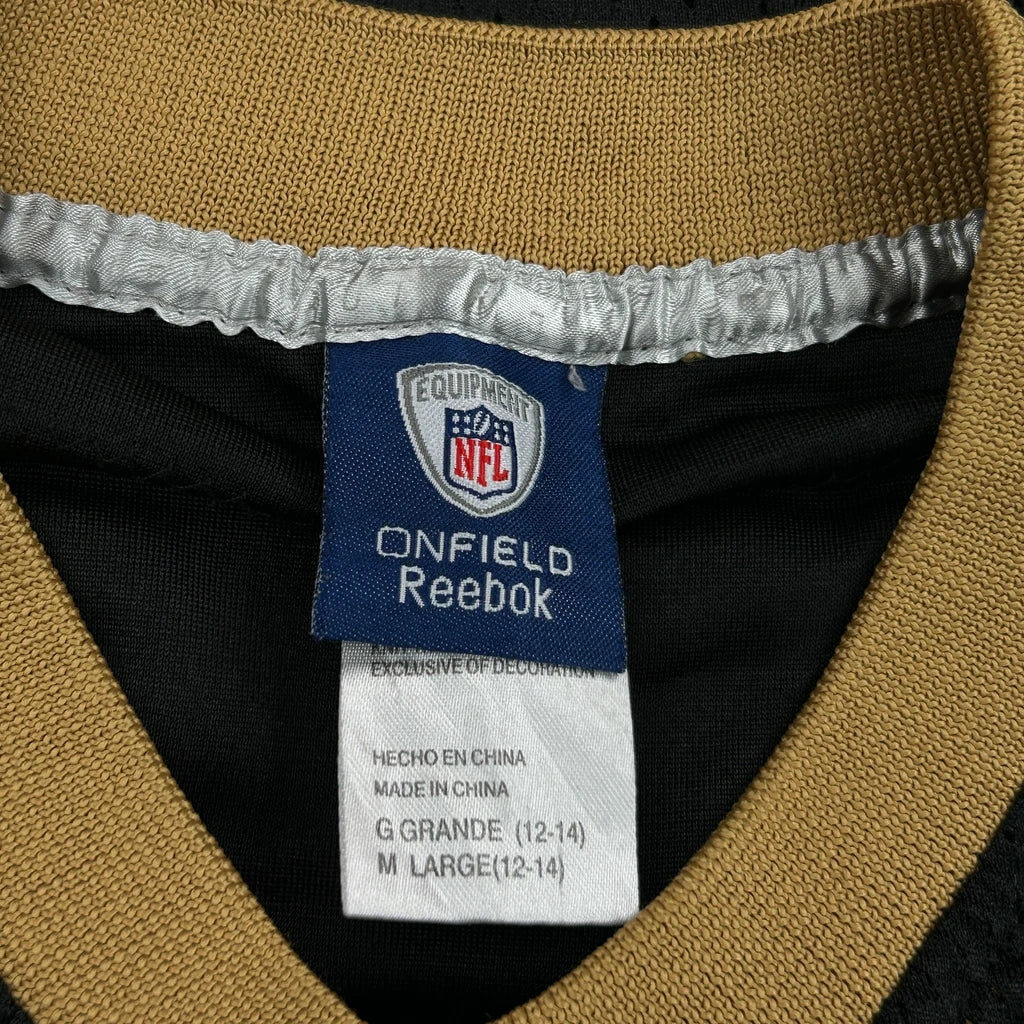 EQUIPMENT
NFL
ONFIELD
Reebok
EXCLUSIVE OF DECORATION
HECHO EN CHINA
MADE IN CHINA
G GRANDE (12-14)
M LARGE(12-14)